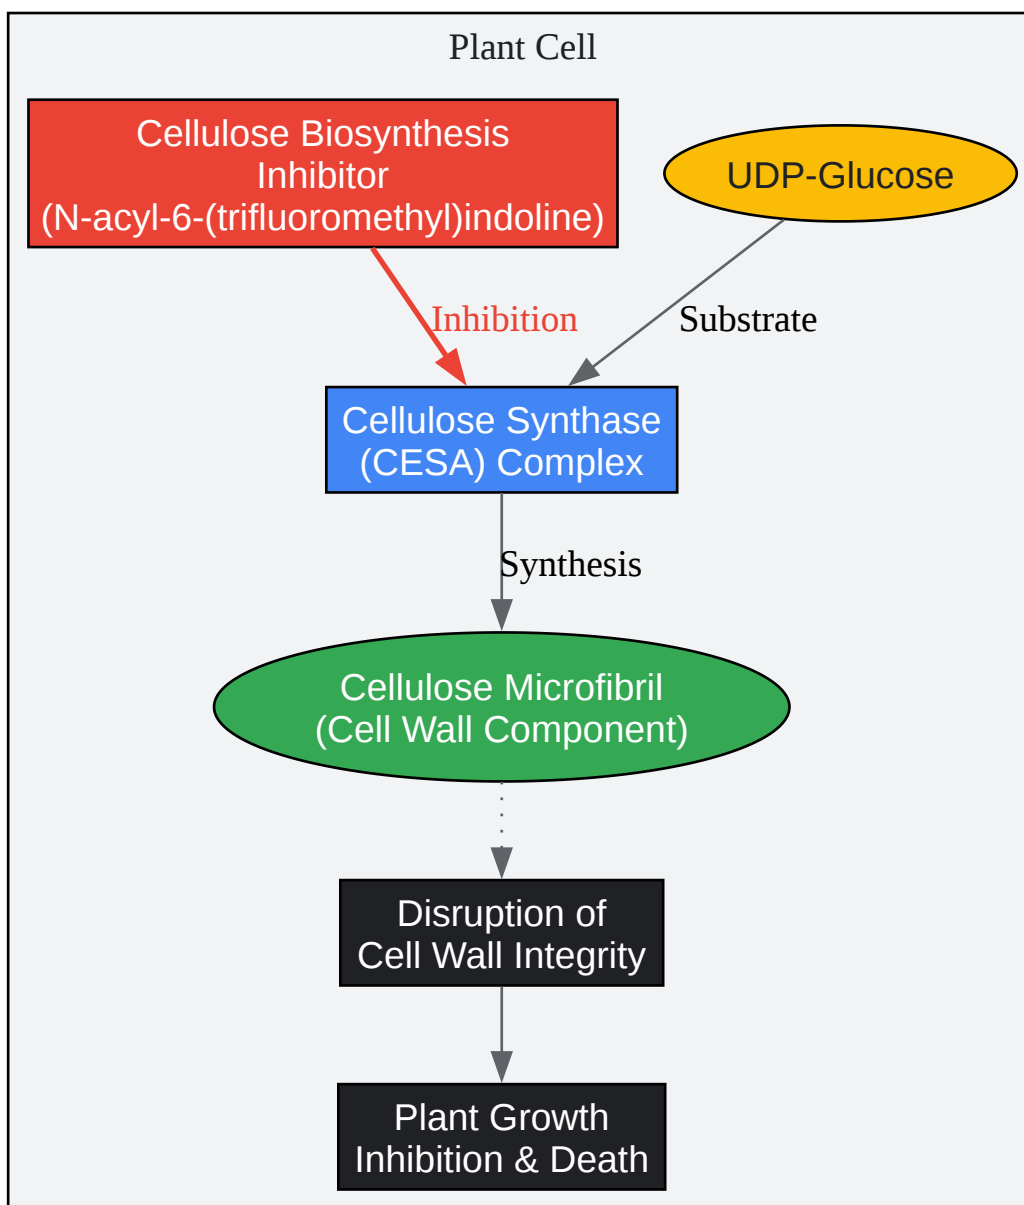 Plant Cell
Cellulose Biosynthesis
Inhibitor
(N-acyl-6-(trifluoromethyl)indoline)
UDP-Glucose
Inhibition
Substrate
Cellulose Synthase
(CESA) Complex
Synthesis
Cellulose Microfibril
(Cell Wall Component)
Disruption of
Cell Wall Integrity
Plant Growth
Inhibition & Death